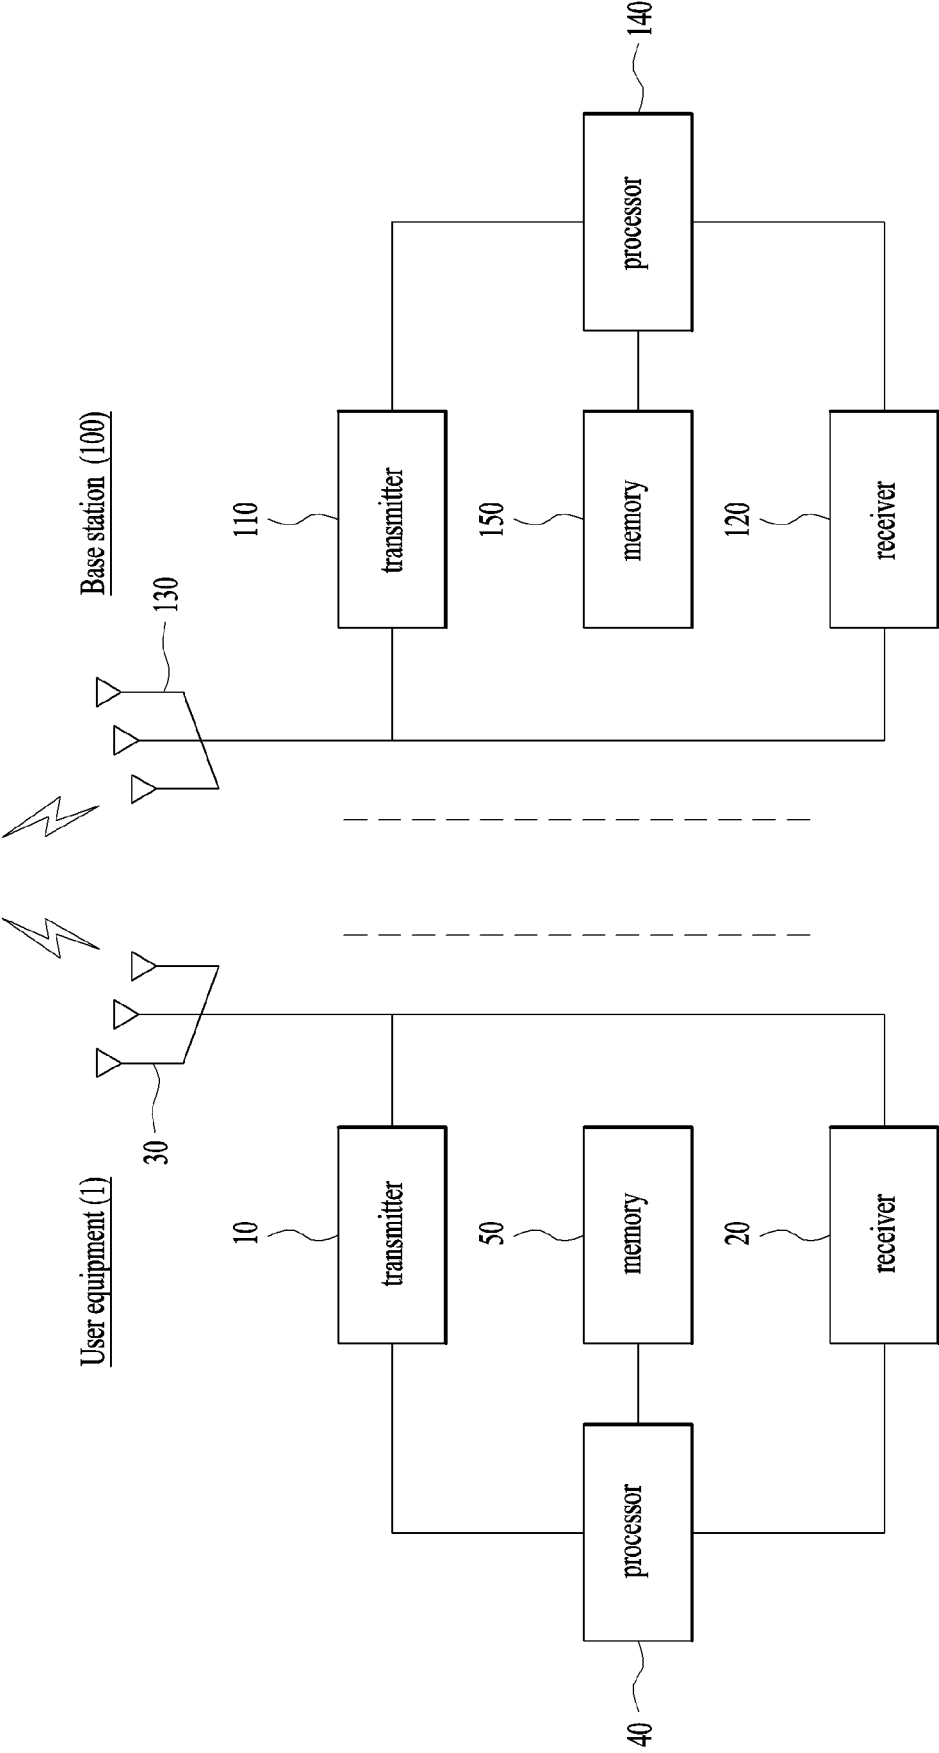 User equipment (1)
Base station (100)
30
130
10
transmitter
110
transmitter
40
processor
50
memory
150
memory
140
processor
20
receiver
120
receiver